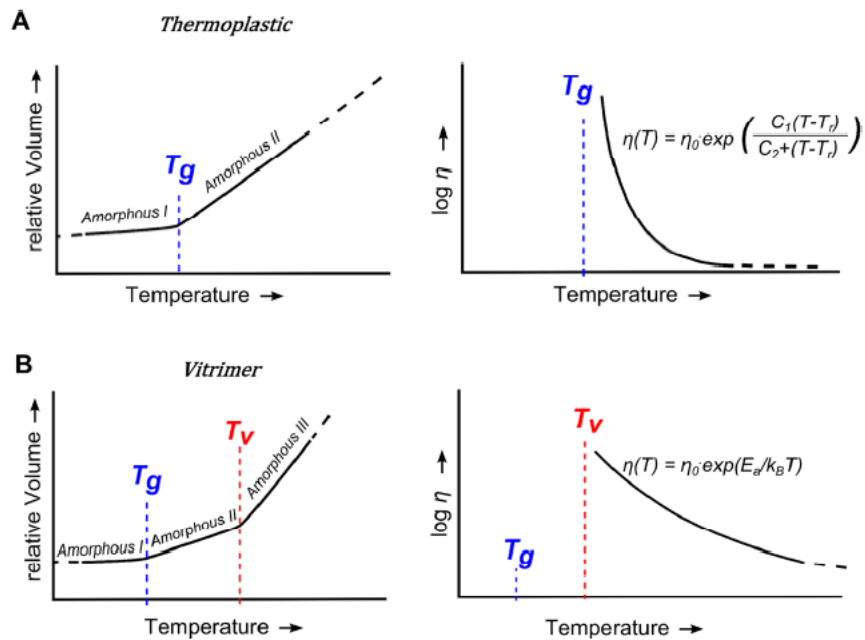 A
Thermoplastic
relative Volume →
Amorphous I
Tg
Amorphous II
Temperature →
log η →
Tg
η(T) = η₀·exp ( C₁(T-Tᵣ) / C₂+(T-Tᵣ) )
Temperature →
B
Vitrimer
relative Volume →
Amorphous I
Tg
Amorphous II
Tv
Amorphous III
Temperature →
log η →
Tg
Tv
η(T) = η₀·exp(Eₐ/k_BT)
Temperature →